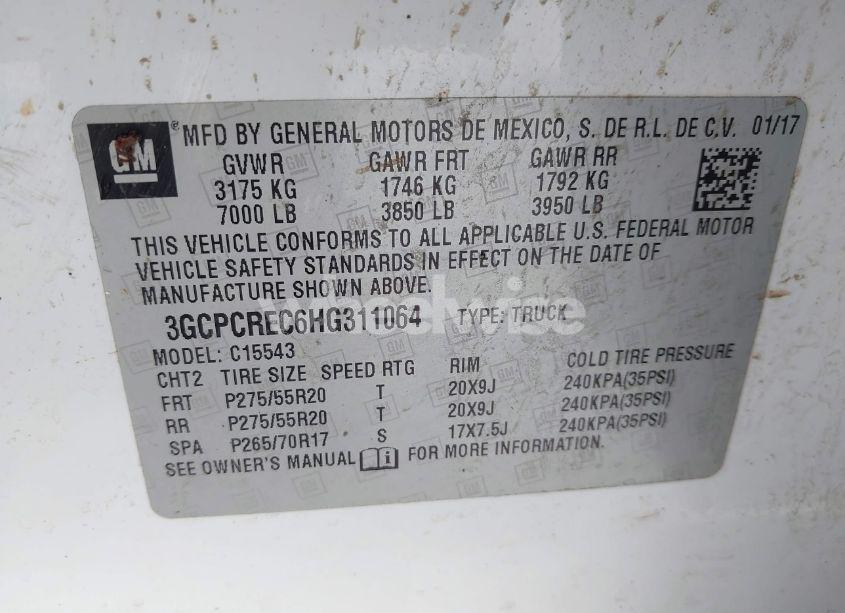 GM ® MFD BY GENERAL MOTORS DE MEXICO, S. DE R.L. DE C.V. 01/17
GVWR GAWR FRT GAWR RR
3175 KG 1746 KG 1792 KG
7000 LB 3850 LB 3950 LB
THIS VEHICLE CONFORMS TO ALL APPLICABLE U.S. FEDERAL MOTOR
VEHICLE SAFETY STANDARDS IN EFFECT ON THE DATE OF
MANUFACTURE SHOWN ABOVE.
3GCPCREC6HG311064 TYPE: TRUCK
MODEL: C15543
CHT2 TIRE SIZE SPEED RTG RIM COLD TIRE PRESSURE
FRT P275/55R20 T 20X9J 240KPA(35PSI)
RR P275/55R20 T 20X9J 240KPA(35PSI)
SPA P265/70R17 S 17X7.5J 240KPA(35PSI)
SEE OWNER'S MANUAL i FOR MORE INFORMATION.